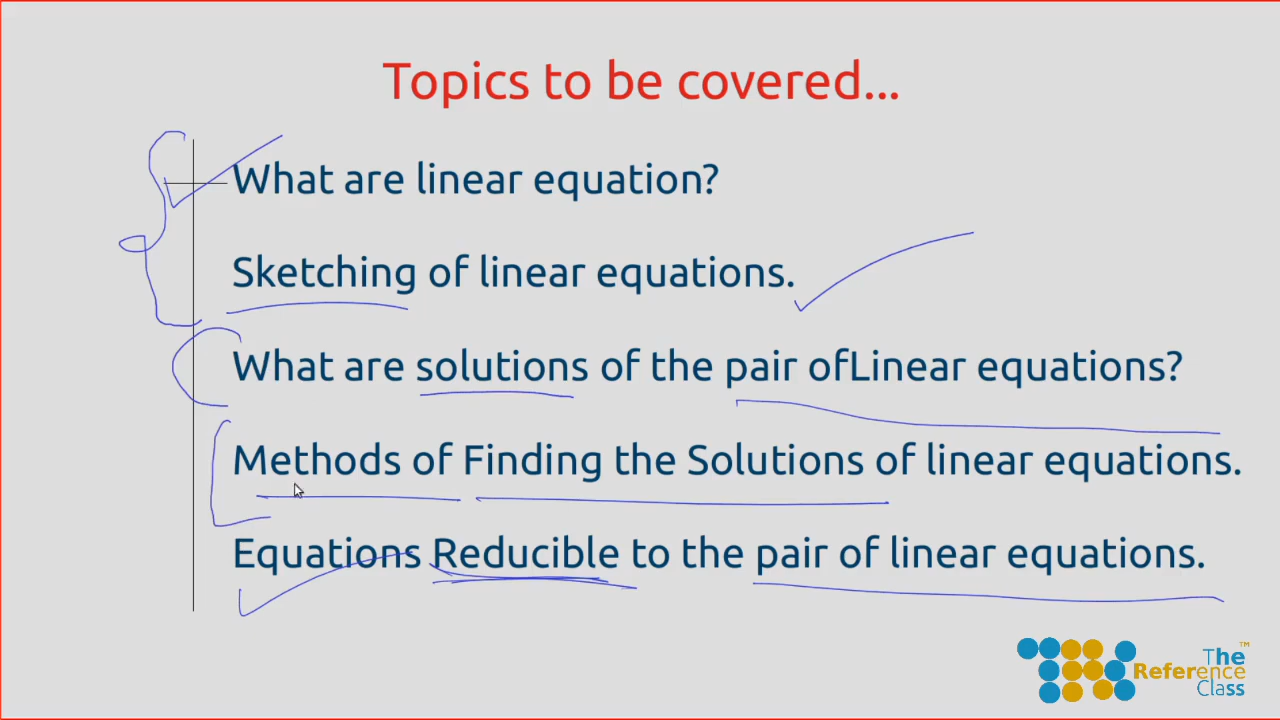 Topics to be covered...
What are linear equation?
Sketching of linear equations.
What are solutions of the pair ofLinear equations?
Methods of Finding the Solutions of linear equations.
Equations Reducible to the pair of linear equations.
The™
Reference
Class